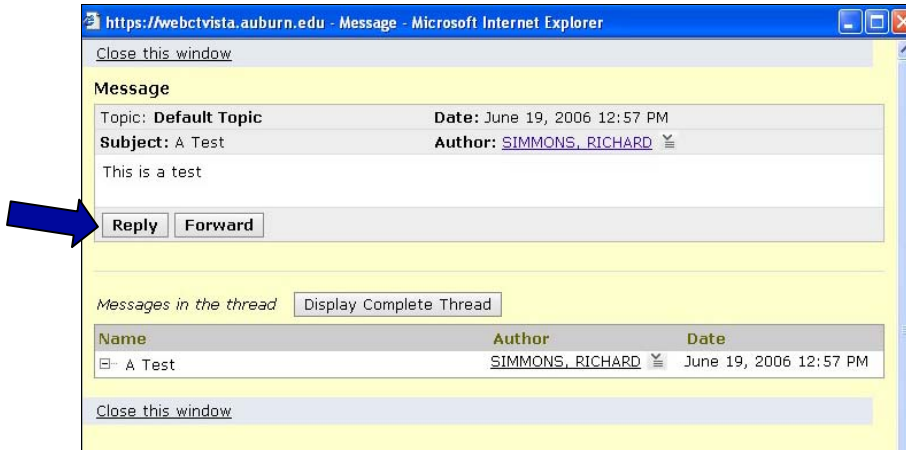 https://webctvista.auburn.edu - Message - Microsoft Internet Explorer
Close this window
Message
Topic: Default Topic Date: June 19, 2006 12:57 PM
Subject: A Test Author: SIMMONS, RICHARD
This is a test
Reply Forward
Messages in the thread Display Complete Thread
Name Author Date
A Test SIMMONS, RICHARD June 19, 2006 12:57 PM
Close this window